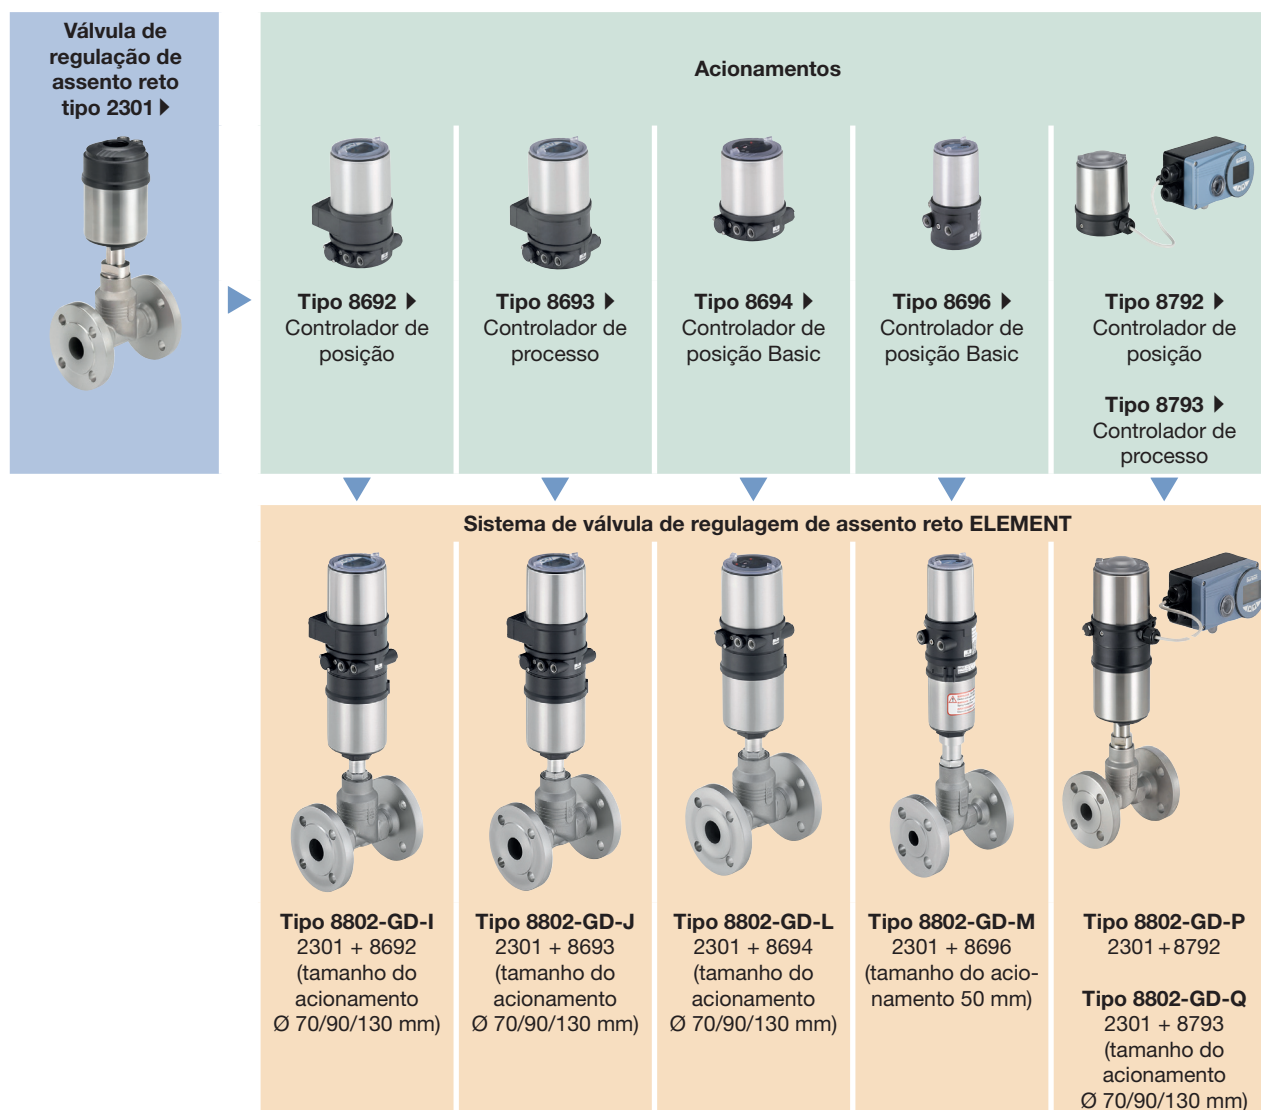 Válvula de
regulação de
assento reto
tipo 2301
Acionamentos
Tipo 8692
Controlador de
posição
Tipo 8693
Controlador de
processo
Tipo 8694
Controlador de
posição Basic
Tipo 8696
Controlador de
posição Basic
Tipo 8792
Controlador de
posição
Tipo 8793
Controlador de
processo
Sistema de válvula de regulagem de assento reto ELEMENT
Tipo 8802-GD-I
2301 + 8692
(tamanho do
acionamento
Ø 70/90/130 mm)
Tipo 8802-GD-J
2301 + 8693
(tamanho do
acionamento
Ø 70/90/130 mm)
Tipo 8802-GD-L
2301 + 8694
(tamanho do
acionamento
Ø 70/90/130 mm)
Tipo 8802-GD-M
2301 + 8696
(tamanho do acio-
namento 50 mm)
Tipo 8802-GD-P
2301+8792
Tipo 8802-GD-Q
2301 + 8793
(tamanho do
acionamento
Ø 70/90/130 mm)